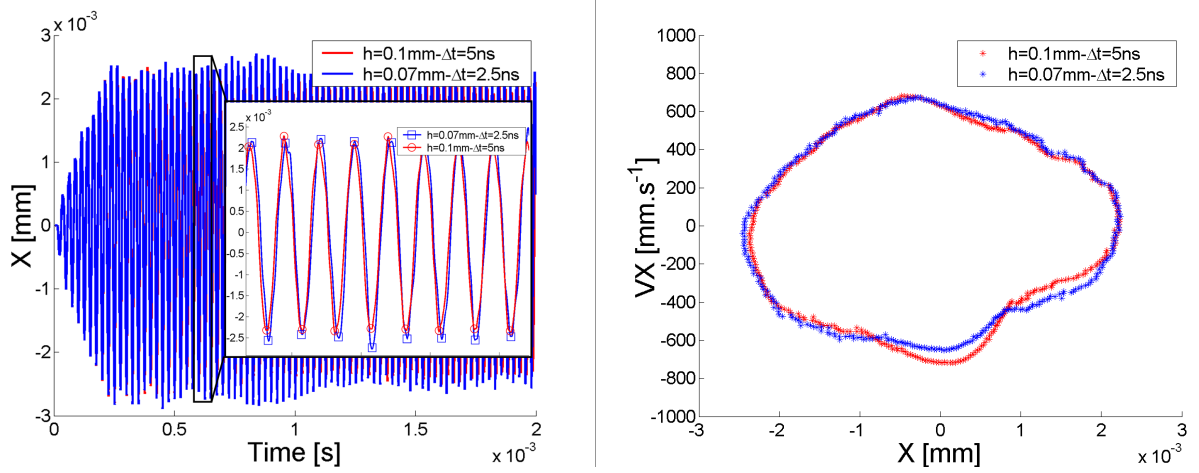 x 10⁻³
3
2
1
0
-1
-2
-3
X [mm]
h=0.1mm-Δt=5ns
h=0.07mm-Δt=2.5ns
x 10⁻³
2.5
2
1.5
1
0.5
0
-0.5
-1
-1.5
-2
-2.5
h=0.07mm-Δt=2.5ns
h=0.1mm-Δt=5ns
0 0.5 1 1.5 2
Time [s]
x 10⁻³
1000
800
600
400
200
0
-200
-400
-600
-800
-1000
VX [mm.s⁻¹]
h=0.1mm-Δt=5ns
h=0.07mm-Δt=2.5ns
-3 -2 -1 0 1 2 3
X [mm]
x 10⁻³